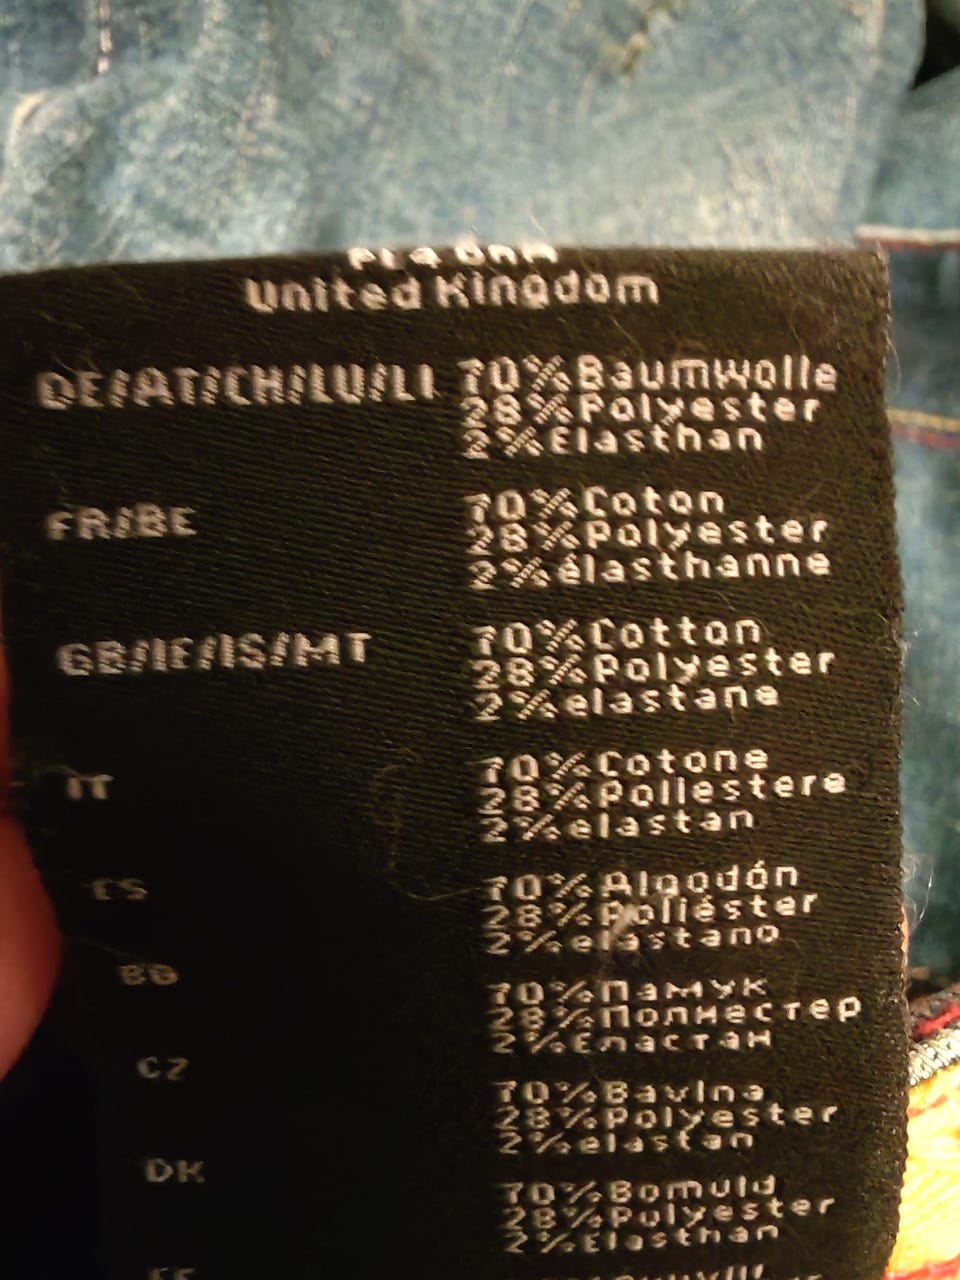 United Kingdom
DE/AT/CH/LU/LI 70%Baumwolle
28%Polyester
2%Elasthan
FR/BE 70%Coton
28%Polyester
2%élasthanne
GB/IE/IS/MT 70%Cotton
28%Polyester
2%elastane
IT 70%Cotone
28%Poliestere
2%elastan
ES 70%Algodón
28%Poliéster
2%elastano
BG 70%Памук
28%Полиестер
2%Еластан
CZ 70%Bavlna
28%Polyester
2%elastan
DK 70%Bomuld
28%Polyester
2%Elasthan